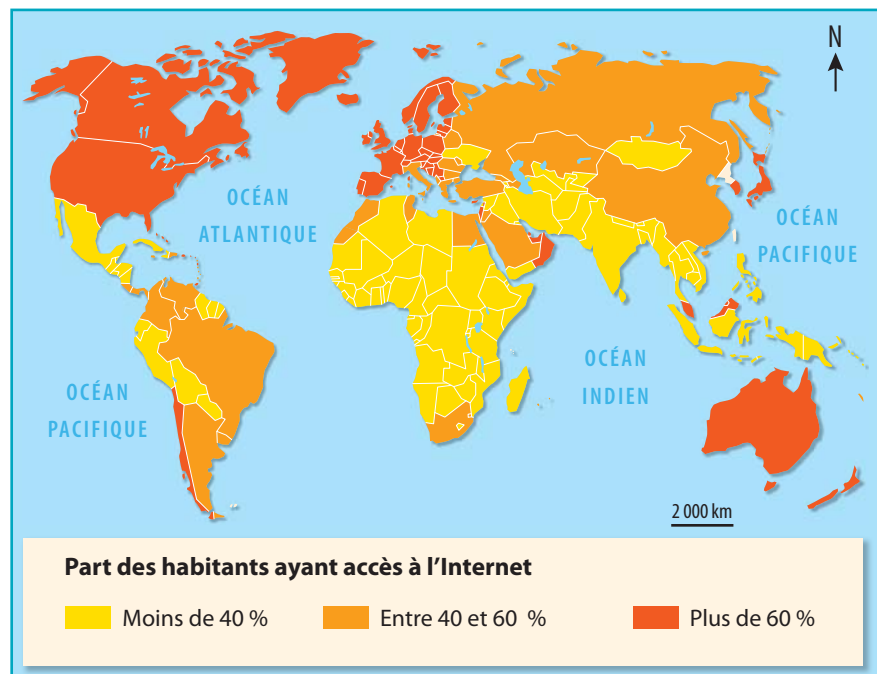 N
OCÉAN
ATLANTIQUE
OCÉAN
PACIFIQUE
OCÉAN
PACIFIQUE
OCÉAN
INDIEN
2 000 km
Part des habitants ayant accès à l'Internet
Moins de 40 %
Entre 40 et 60 %
Plus de 60 %